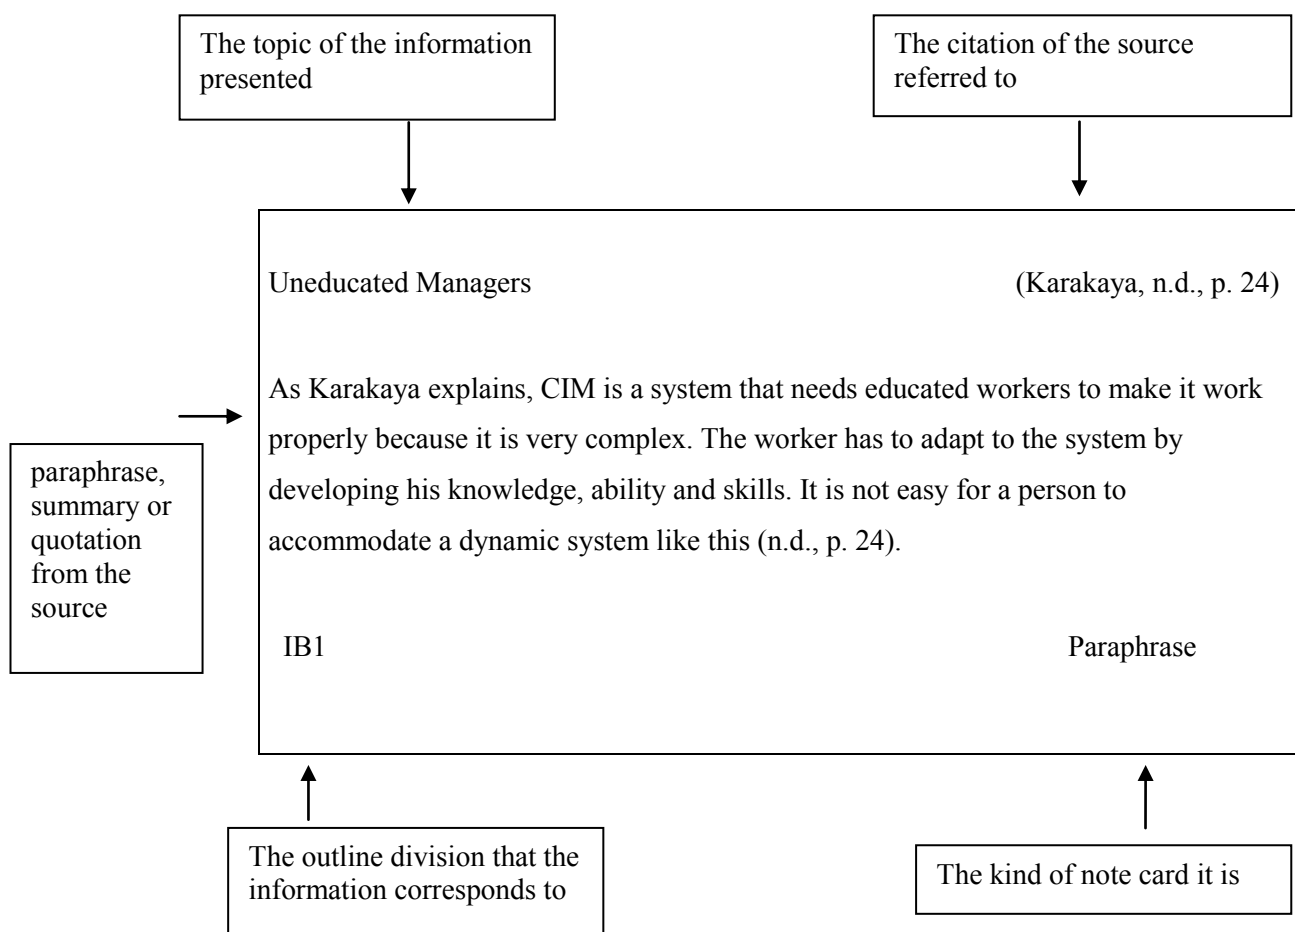 The topic of the information
presented
The citation of the source
referred to
Uneducated Managers (Karakaya, n.d., p. 24)
As Karakaya explains, CIM is a system that needs educated workers to make it work
properly because it is very complex. The worker has to adapt to the system by
developing his knowledge, ability and skills. It is not easy for a person to
accommodate a dynamic system like this (n.d., p. 24).
paraphrase,
summary or
quotation
from the
source
IB1 Paraphrase
The outline division that the
information corresponds to
The kind of note card it is